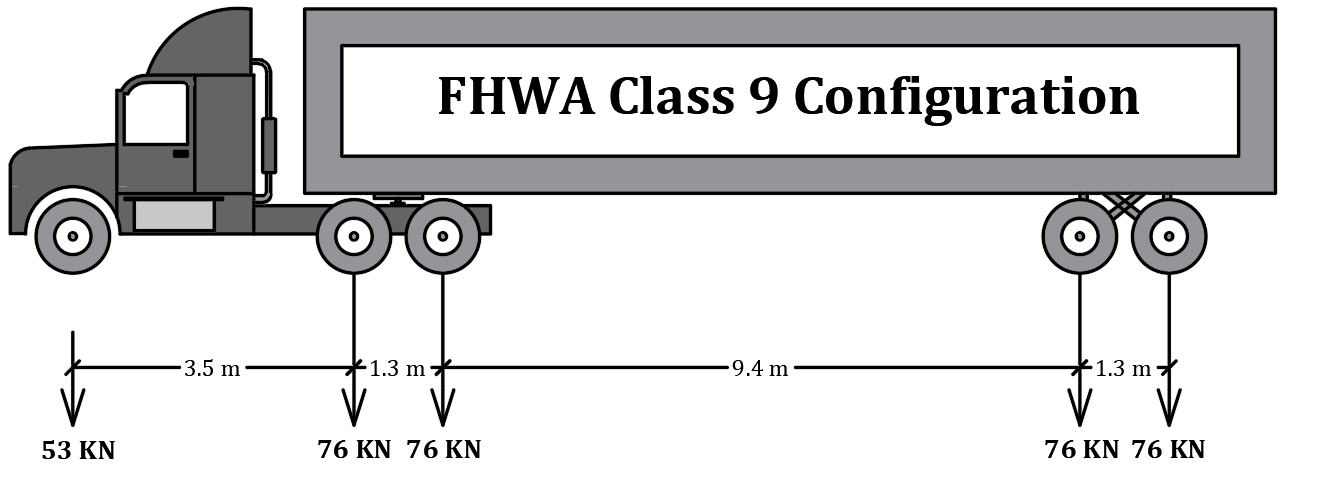 FHWA Class 9 Configuration
3.5 m 1.3 m 9.4 m 1.3 m
53 KN 76 KN 76 KN 76 KN 76 KN